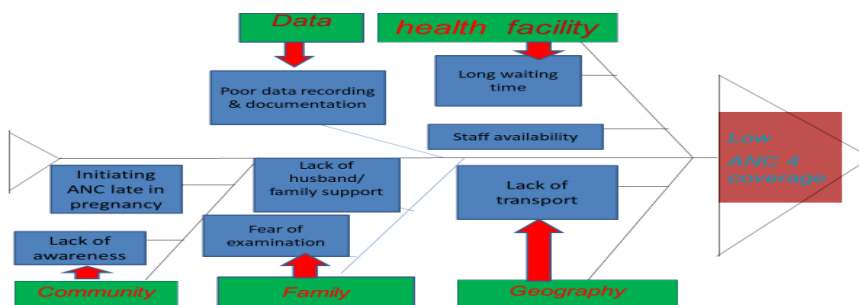 Data
health facility
Poor data recording
& documentation
Long waiting
time
Staff availability
Low
ANC 4
coverage
Initiating
ANC late in
pregnancy
Lack of
husband/
family support
Lack of
transport
Lack of
awareness
Fear of
examination
Community
Family
Geography